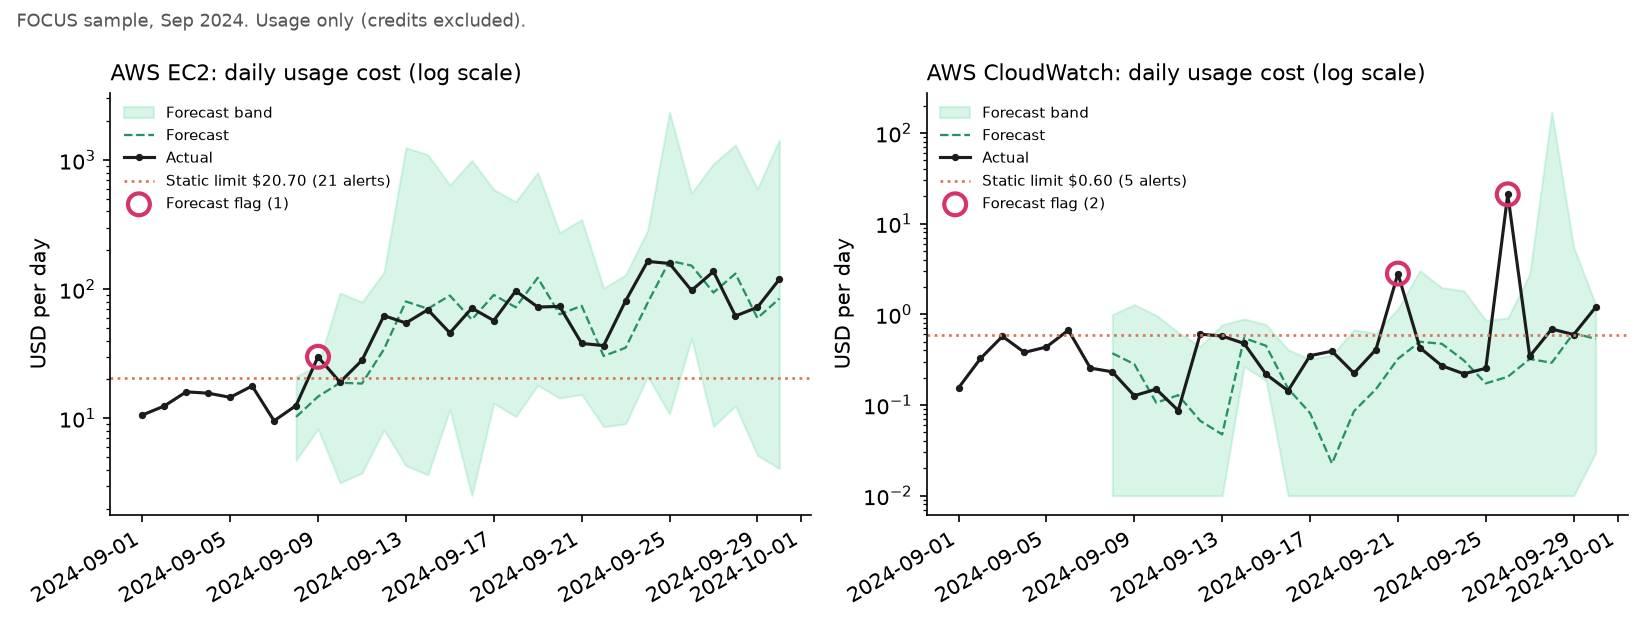 FOCUS sample, Sep 2024. Usage only (credits excluded).
AWS EC2: daily usage cost (log scale)
Forecast band
Forecast
Actual
Static limit $20.70 (21 alerts)
Forecast flag (1)
USD per day
10³
10²
10¹
2024-09-01
2024-09-05
2024-09-09
2024-09-13
2024-09-17
2024-09-21
2024-09-25
2024-09-29
2024-10-01
AWS CloudWatch: daily usage cost (log scale)
Forecast band
Forecast
Actual
Static limit $0.60 (5 alerts)
Forecast flag (2)
USD per day
10²
10¹
10⁰
10⁻¹
10⁻²
2024-09-01
2024-09-05
2024-09-09
2024-09-13
2024-09-17
2024-09-21
2024-09-25
2024-09-29
2024-10-01